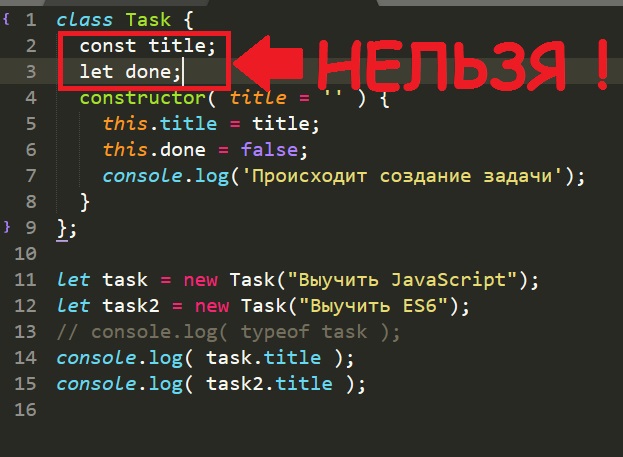 { 1 class Task {
2 const title;
3 let done;
НЕЛЬЗЯ !
4 constructor( title = '' ) {
5 this.title = title;
6 this.done = false;
7 console.log('Происходит создание задачи');
8 }
} 9 };
10
11 let task = new Task("Выучить JavaScript");
12 let task2 = new Task("Выучить ES6");
13 // console.log( typeof task );
14 console.log( task.title );
15 console.log( task2.title );
16